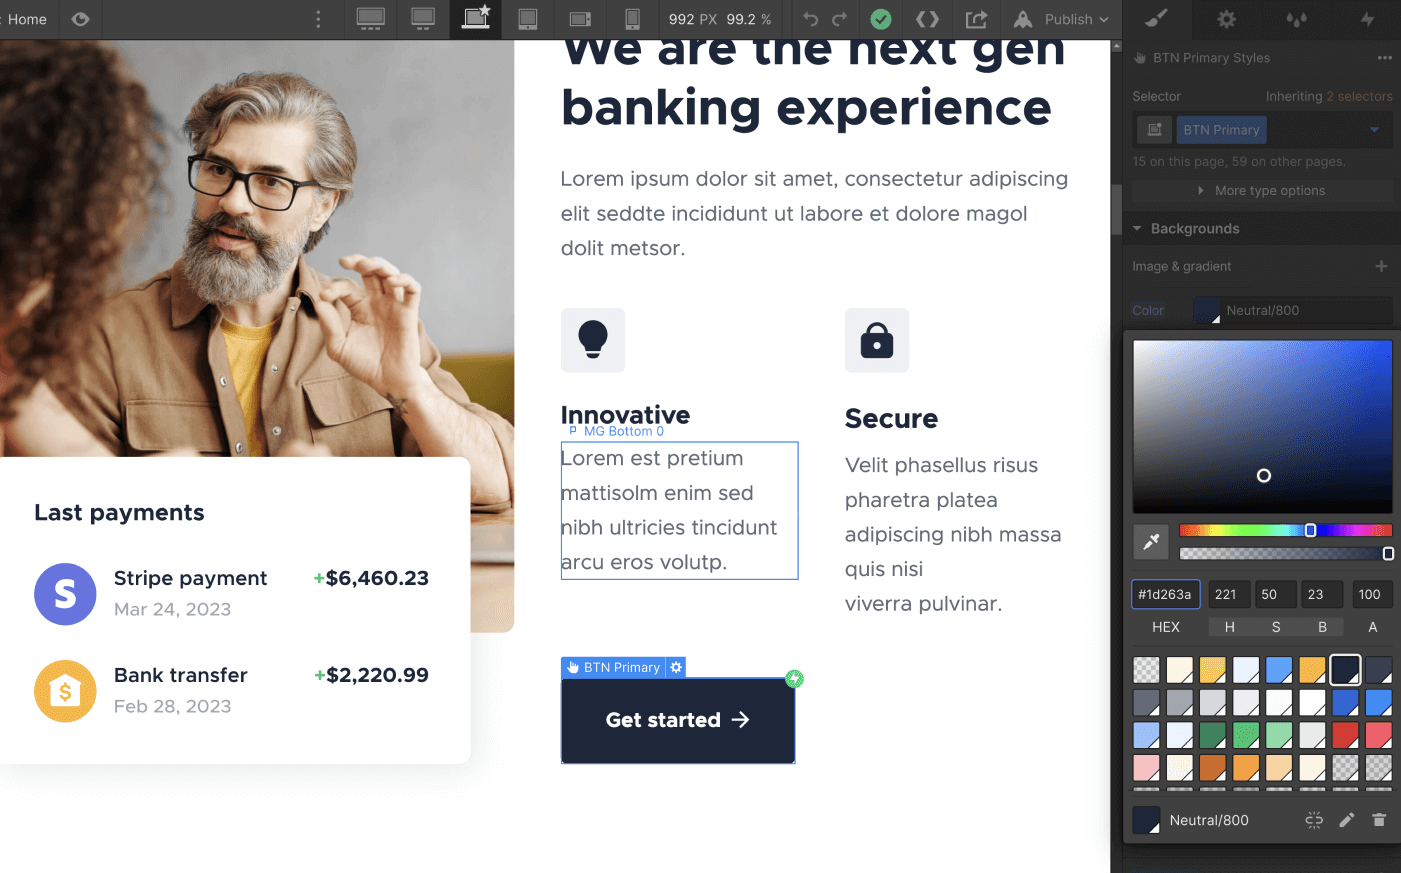 : Home
992 PX 99.2 %
Publish
We are the next gen
banking experience
Lorem ipsum dolor sit amet, consectetur adipiscing
elit seddte incididunt ut labore et dolore magol
dolit metsor.
Innovative
MG Bottom 0
Lorem est pretium
mattisolm enim sed
nibh ultricies tincidunt
arcu eros volutp.
Secure
Velit phasellus risus
pharetra platea
adipiscing nibh massa
quis nisi
viverra pulvinar.
Last payments
S
Stripe payment
+$6,460.23
Mar 24, 2023
$
Bank transfer
+$2,220.99
Feb 28, 2023
BTN Primary
Get started →
BTN Primary Styles
Selector
Inheriting 2 selectors
BTN Primary
15 on this page, 59 on other pages.
More type options
Backgrounds
Image & gradient
Color
Neutral/800
#1d263a 221 50 23 100
HEX H S B A
Neutral/800